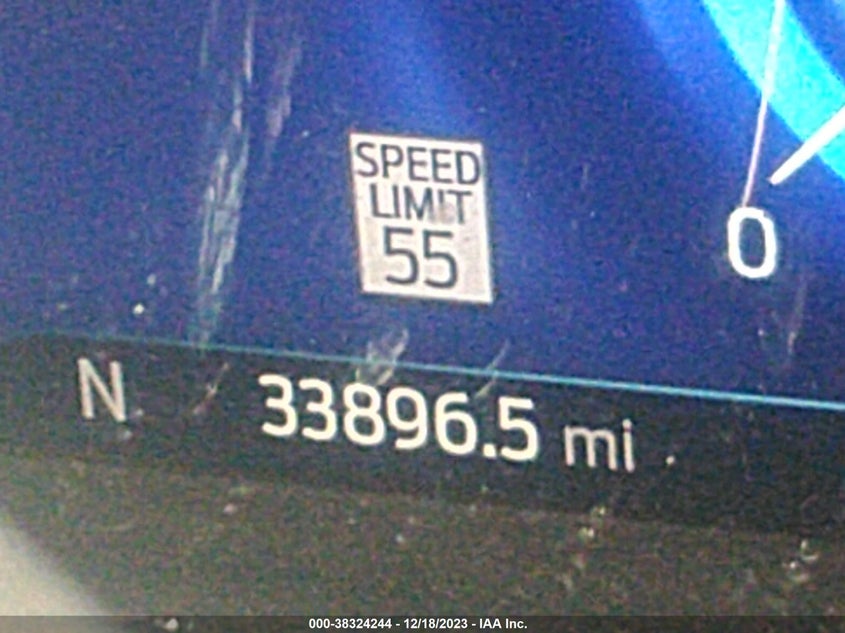 SPEED
LIMIT
55
0
N 33896.5 mi
000-38324244 - 12/18/2023 - IAA Inc.